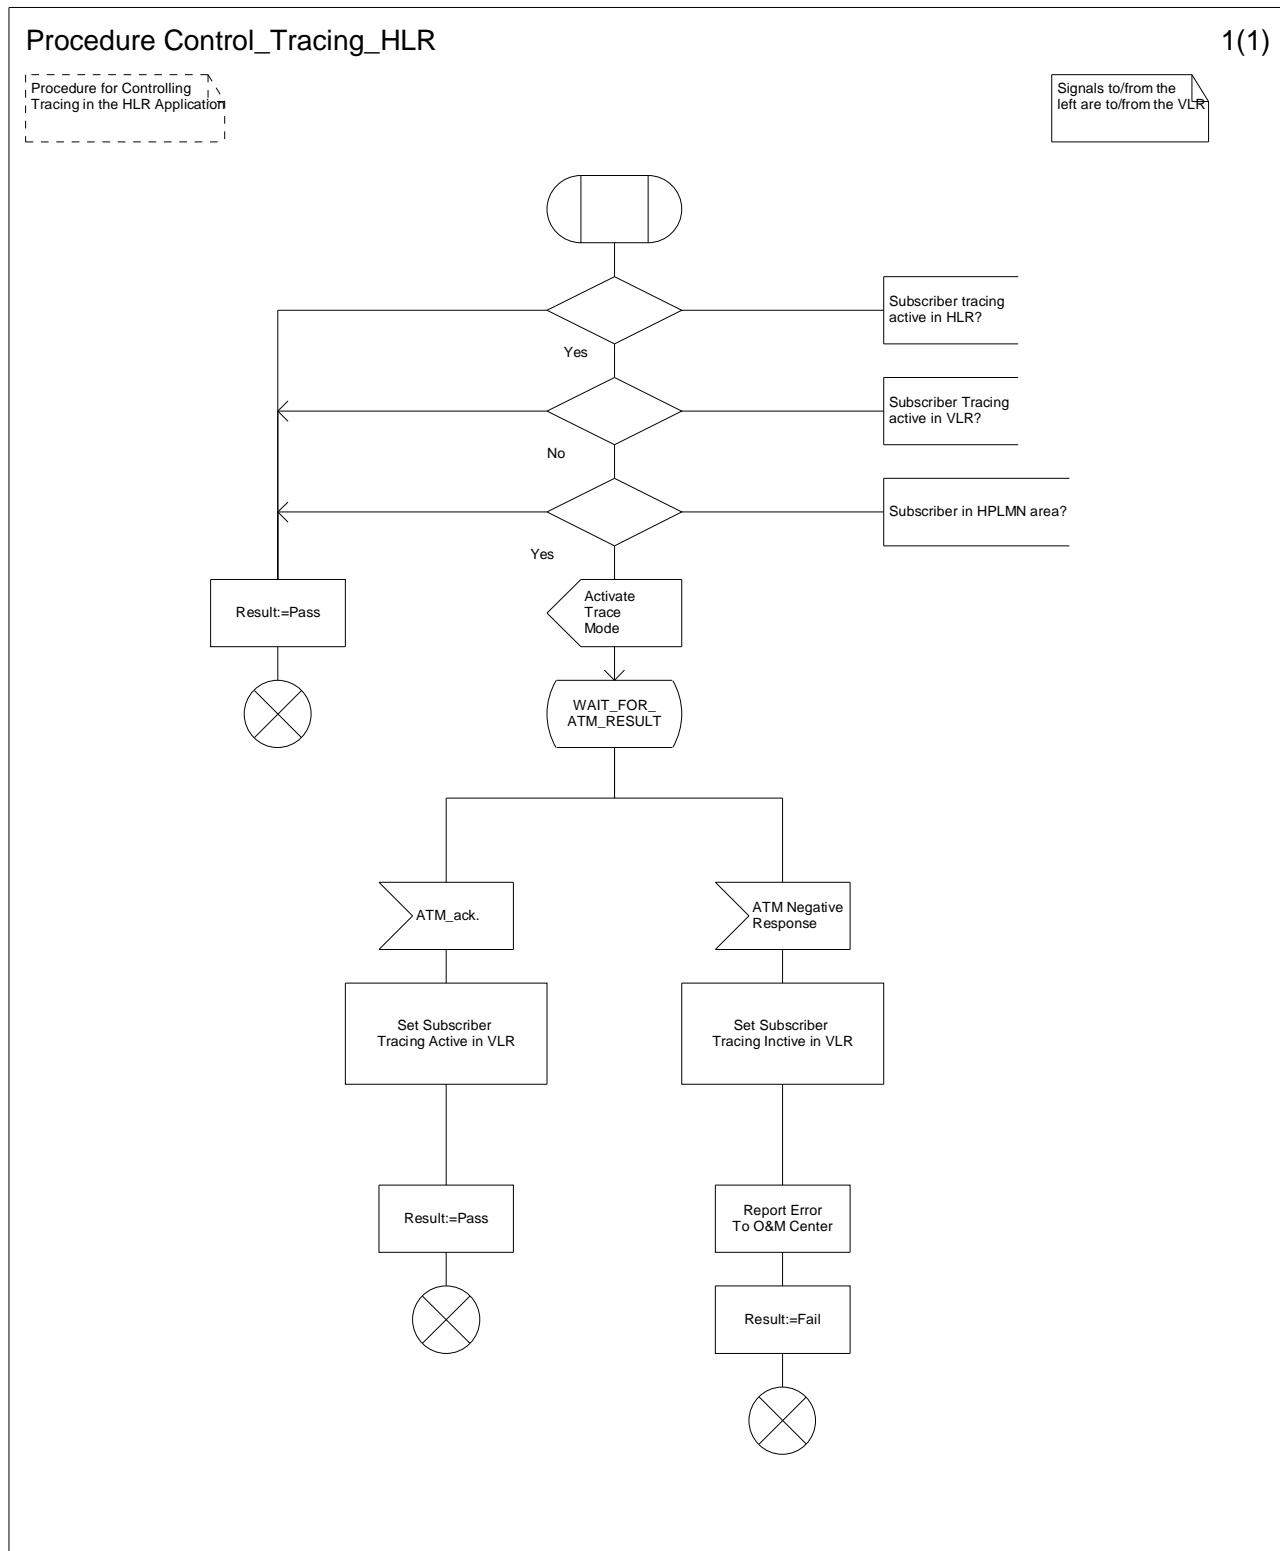 Procedure Control_Tracing_HLR
1(1)
Procedure for Controlling
Tracing in the HLR Application
Signals to/from the
left are to/from the VLR
Subscriber tracing
active in HLR?
Yes
Subscriber Tracing
active in VLR?
No
Subscriber in HPLMN area?
Yes
Result:=Pass
Activate
Trace
Mode
WAIT_FOR_
ATM_RESULT
ATM_ack.
ATM Negative
Response
Set Subscriber
Tracing Active in VLR
Set Subscriber
Tracing Inctive in VLR
Result:=Pass
Report Error
To O&M Center
Result:=Fail